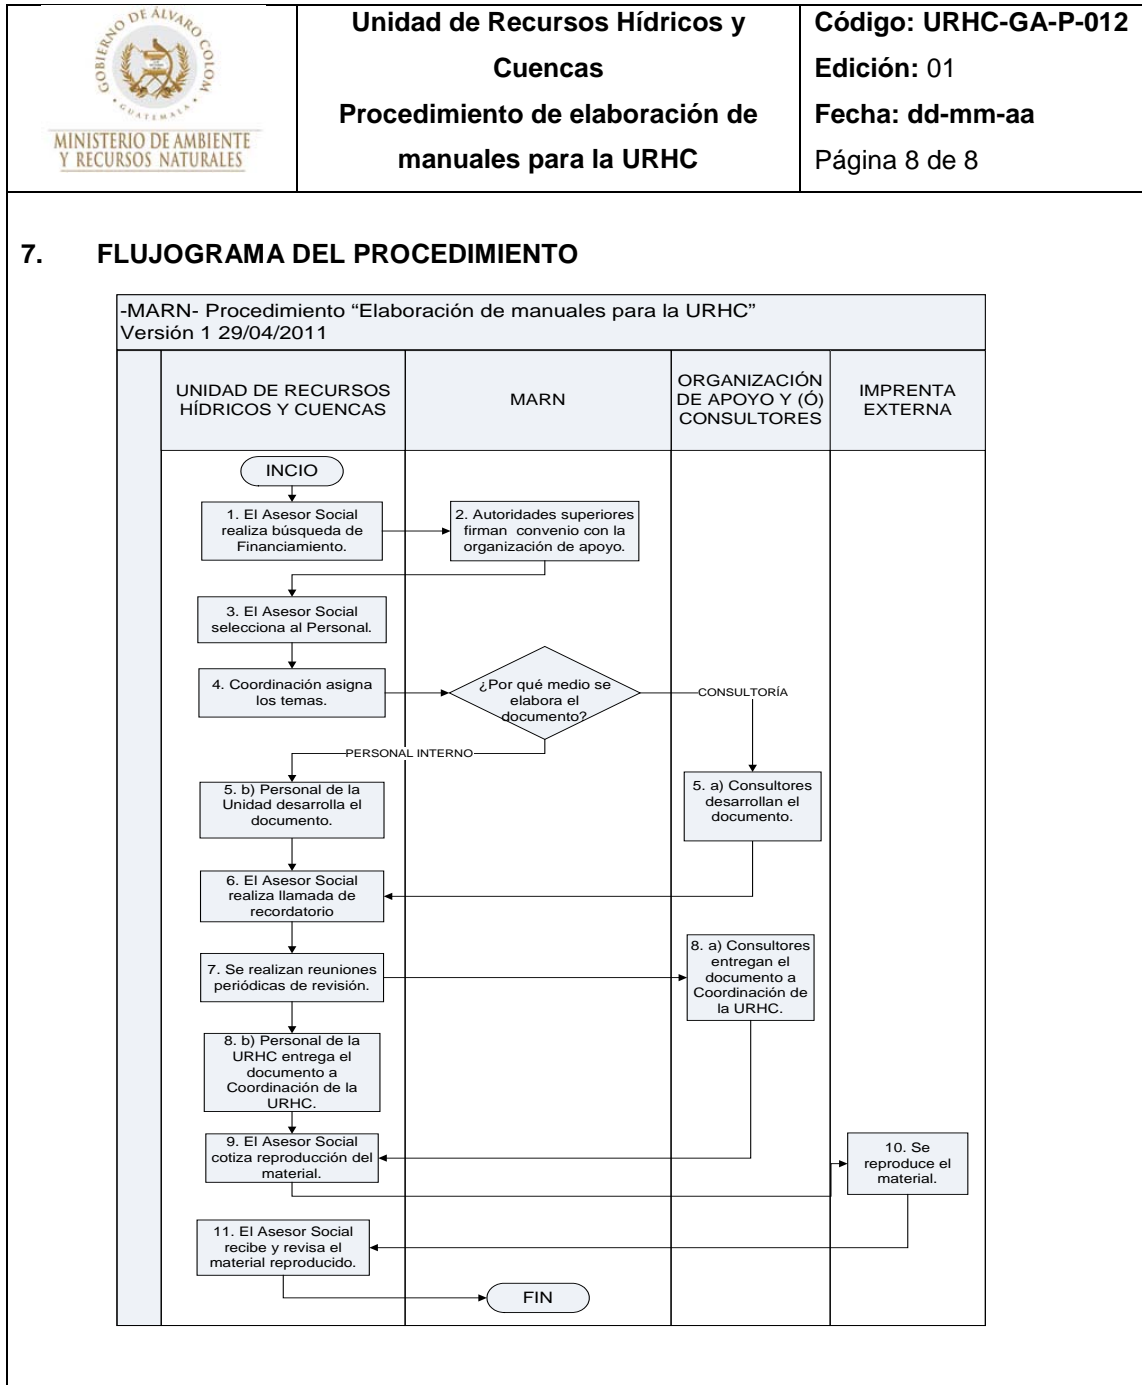 GOBIERNO DE ÁLVARO COLOM
GUATEMALA
MINISTERIO DE AMBIENTE
Y RECURSOS NATURALES
Unidad de Recursos Hídricos y
Cuencas
Procedimiento de elaboración de
manuales para la URHC
Código: URHC-GA-P-012
Edición: 01
Fecha: dd-mm-aa
Página 8 de 8
7. FLUJOGRAMA DEL PROCEDIMIENTO
-MARN- Procedimiento “Elaboración de manuales para la URHC”
Versión 1 29/04/2011
UNIDAD DE RECURSOS
HÍDRICOS Y CUENCAS
MARN
ORGANIZACIÓN
DE APOYO Y (Ó)
CONSULTORES
IMPRENTA
EXTERNA
INCIO
1. El Asesor Social
realiza búsqueda de
Financiamiento.
2. Autoridades superiores
firman convenio con la
organización de apoyo.
3. El Asesor Social
selecciona al Personal.
4. Coordinación asigna
los temas.
¿Por qué medio se
elabora el
documento?
CONSULTORÍA
PERSONAL INTERNO
5. b) Personal de la
Unidad desarrolla el
documento.
5. a) Consultores
desarrollan el
documento.
6. El Asesor Social
realiza llamada de
recordatorio
7. Se realizan reuniones
periódicas de revisión.
8. a) Consultores
entregan el
documento a
Coordinación de
la URHC.
8. b) Personal de la
URHC entrega el
documento a
Coordinación de la
URHC.
9. El Asesor Social
cotiza reproducción del
material.
10. Se
reproduce el
material.
11. El Asesor Social
recibe y revisa el
material reproducido.
FIN